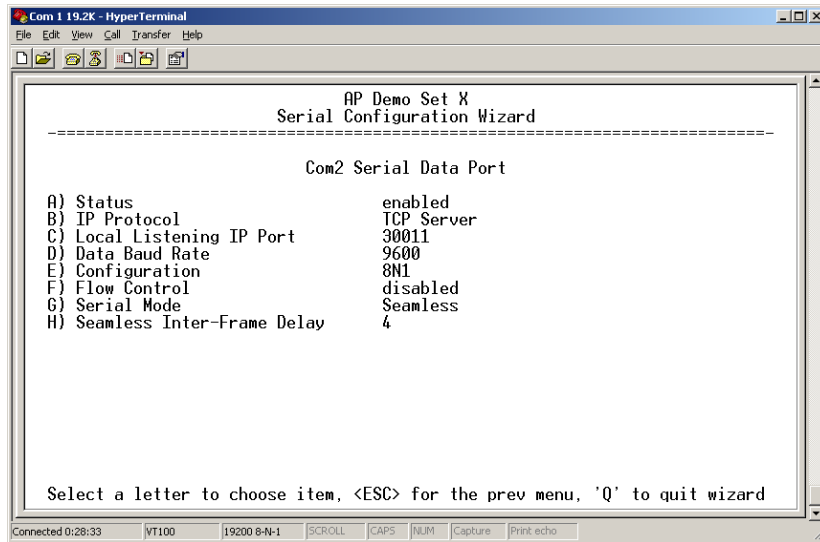 Com 1 19.2K - HyperTerminal
File Edit View Call Transfer Help
AP Demo Set X
Serial Configuration Wizard
-==========================================================================-
Com2 Serial Data Port
A) Status enabled
B) IP Protocol TCP Server
C) Local Listening IP Port 30011
D) Data Baud Rate 9600
E) Configuration 8N1
F) Flow Control disabled
G) Serial Mode Seamless
H) Seamless Inter-Frame Delay 4
Select a letter to choose item, <ESC> for the prev menu, 'Q' to quit wizard
Connected 0:28:33 VT100 19200 8-N-1 SCROLL CAPS NUM Capture Print echo